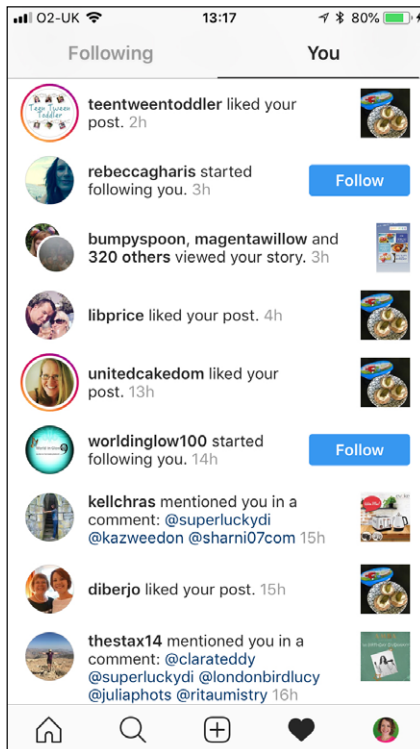 O2-UK 13:17 80%
Following You
teentweentoddler liked your
post. 2h
rebeccagharis started
following you. 3h
Follow
bumpyspoon, magentawillow and
320 others viewed your story. 3h
libprice liked your post. 4h
unitedcakedom liked your
post. 13h
worldinglow100 started
following you. 14h
Follow
kellchras mentioned you in a
comment: @superluckydi
@kazweedon @sharni07com 15h
diberjo liked your post. 15h
thestax14 mentioned you in a
comment: @clarateddy
@superluckydi @londonbirdlucy
@juliaphots @ritaumistry 16h